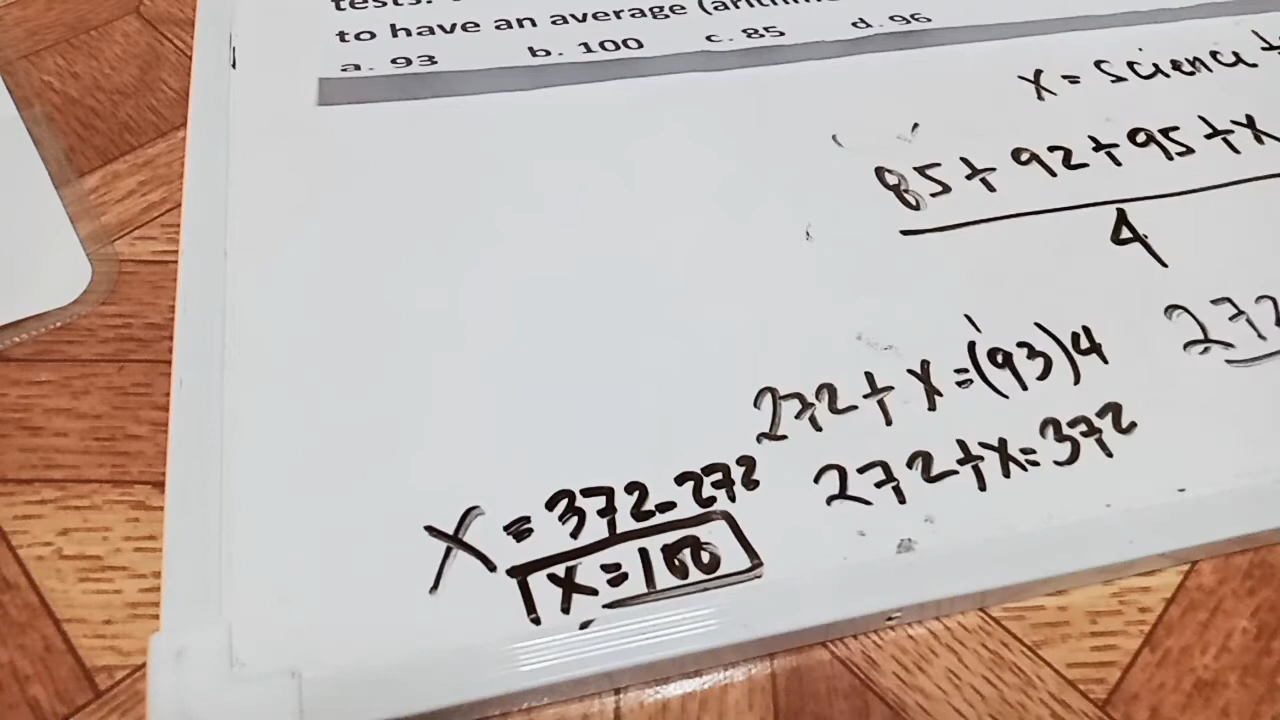 tests.
to have an average
a. 93 b. 100 c. 85 d. 96
x = science +
85 + 92 + 95 + x
4
272
272 + x = (93)4
272 + x = 372
x = 372 - 272
x = 100